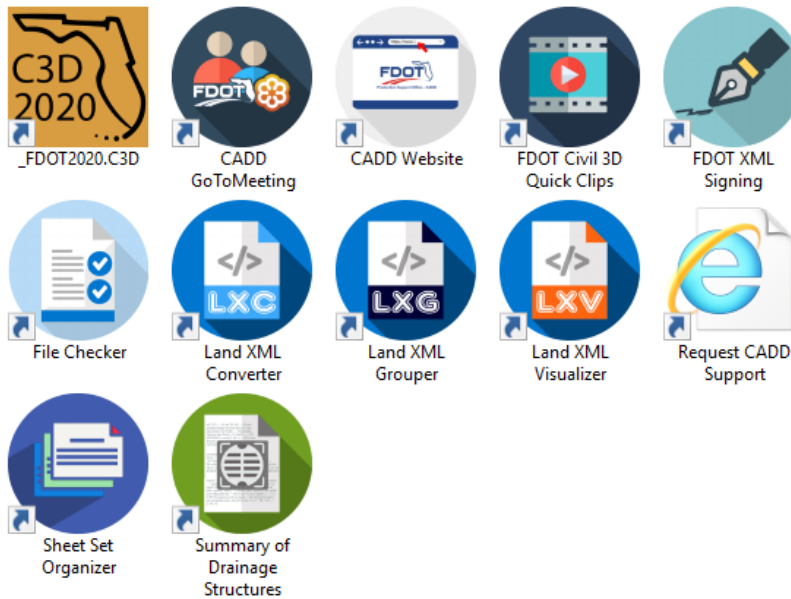 C3D
2020
_FDOT2020.C3D
FDOT
CADD
GoToMeeting
FDOT
CADD Website
FDOT Civil 3D
Quick Clips
FDOT XML
Signing
File Checker
</>
LXC
Land XML
Converter
</>
LXG
Land XML
Grouper
</>
LXV
Land XML
Visualizer
Request CADD
Support
Sheet Set
Organizer
Summary of
Drainage
Structures